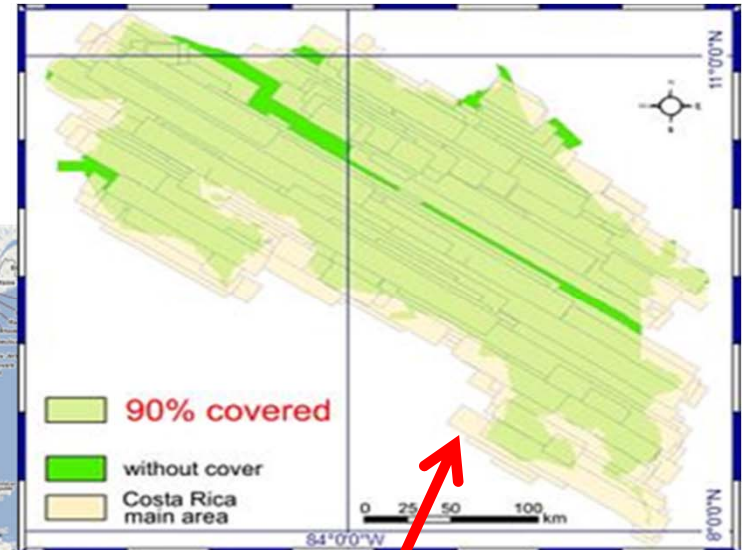 11°0'0"N
90% covered
without cover
Costa Rica
main area
0 25 50 100 km
84°0'0"W
8°0'0"N